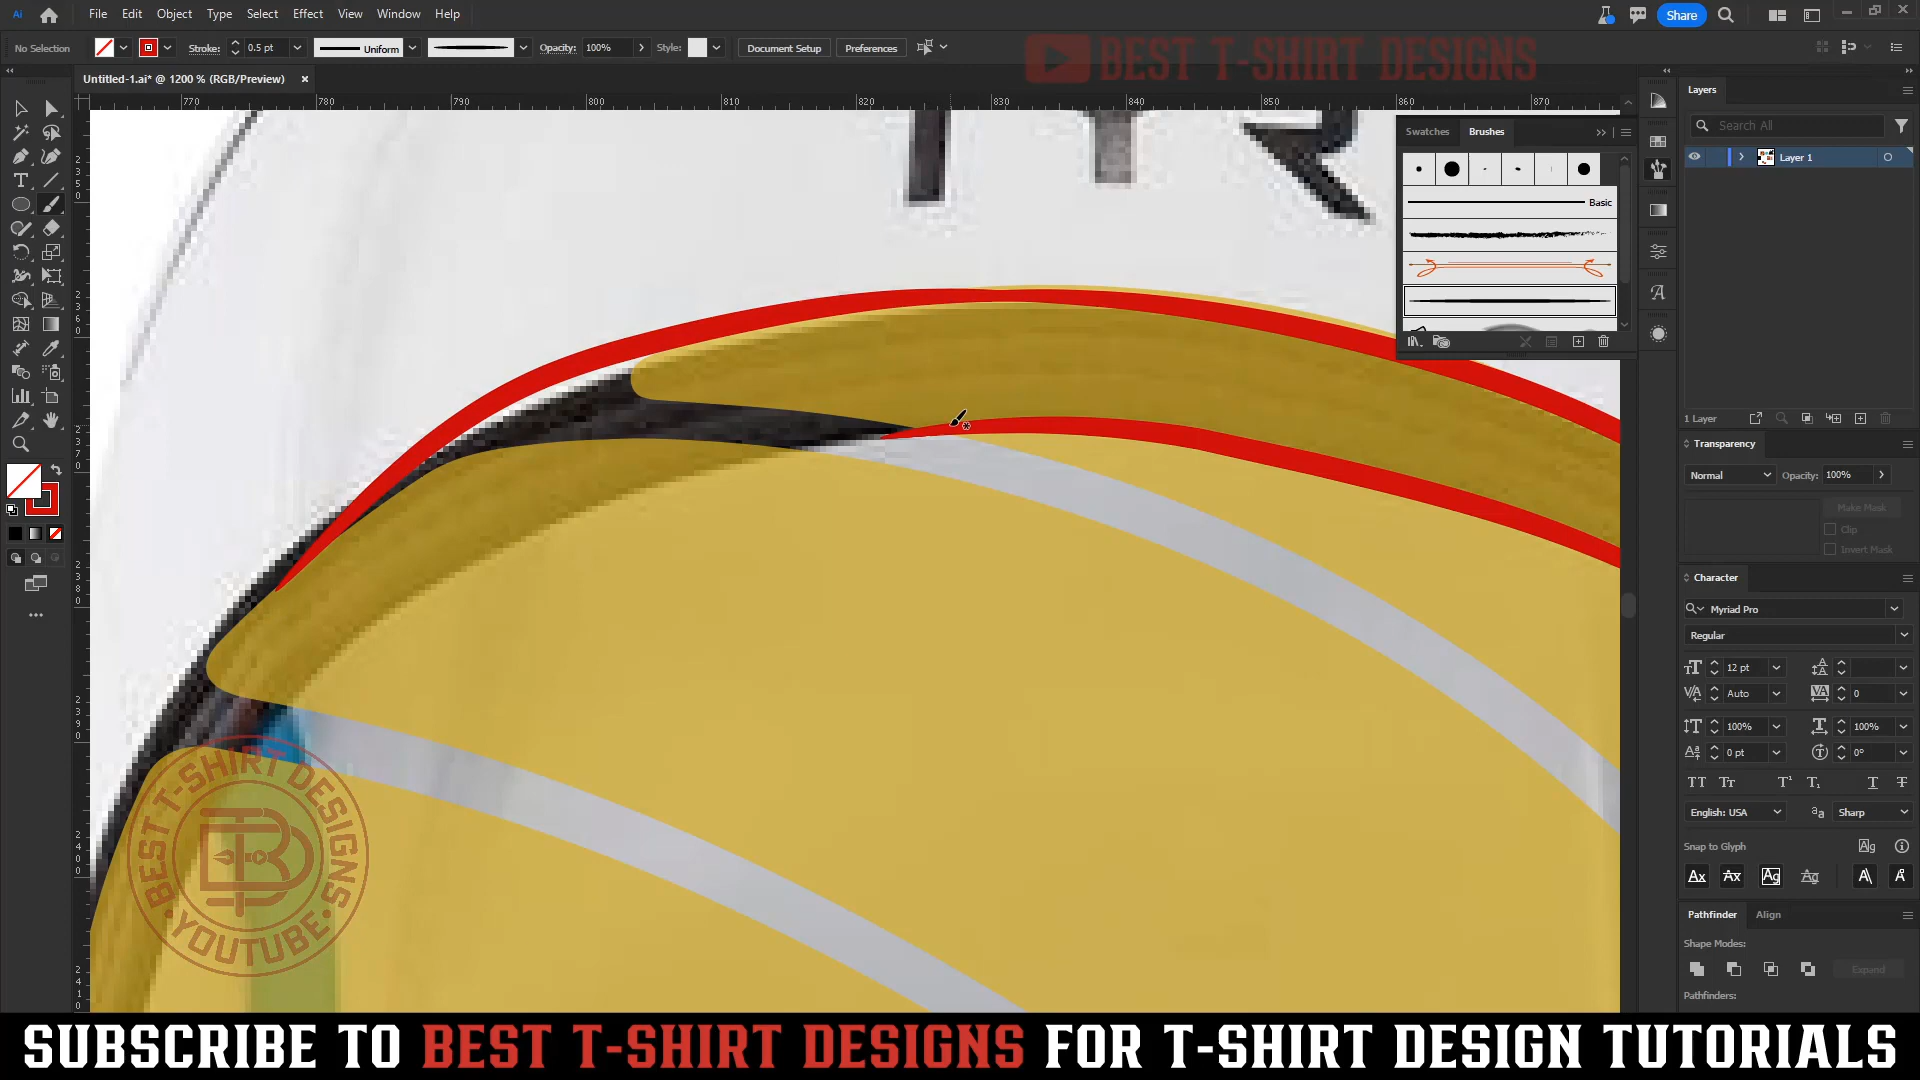 Ai File Edit Object Type Select Effect View Window Help Share
No Selection Stroke: 0.5 pt Uniform Opacity: 100% Style: Document Setup Preferences
BEST T-SHIRT DESIGNS
Untitled-1.ai* @ 1200 % (RGB/Preview)
770 780 790 800 810 820 830 840 850 860 870
Swatches Brushes
Basic
Layers
Search All
Layer 1
1 Layer
Transparency
Normal Opacity: 100%
Make Mask
Clip
Invert Mask
Character
Myriad Pro
Regular
12 pt
Auto 0
100% 100%
0 pt 0°
English: USA Sharp
Snap to Glyph
Pathfinder Align
Shape Modes:
Expand
Pathfinders:
BEST T-SHIRT DESIGNS
• YOUTUBE •
SUBSCRIBE TO BEST T-SHIRT DESIGNS FOR T-SHIRT DESIGN TUTORIALS